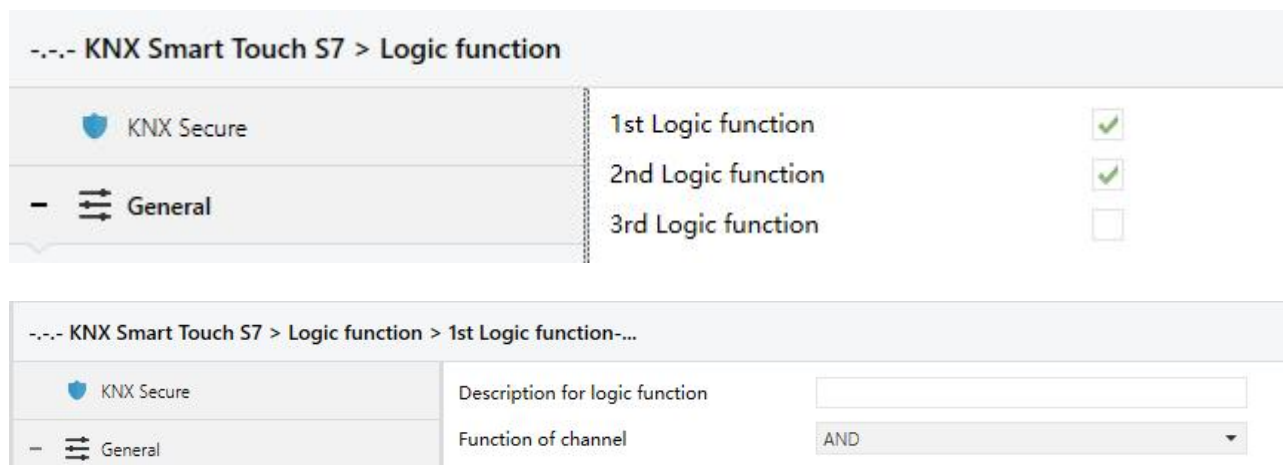 -.-.- KNX Smart Touch S7 > Logic function
KNX Secure
General
1st Logic function
2nd Logic function
3rd Logic function
-.-.- KNX Smart Touch S7 > Logic function > 1st Logic function-...
KNX Secure
General
Description for logic function
Function of channel AND